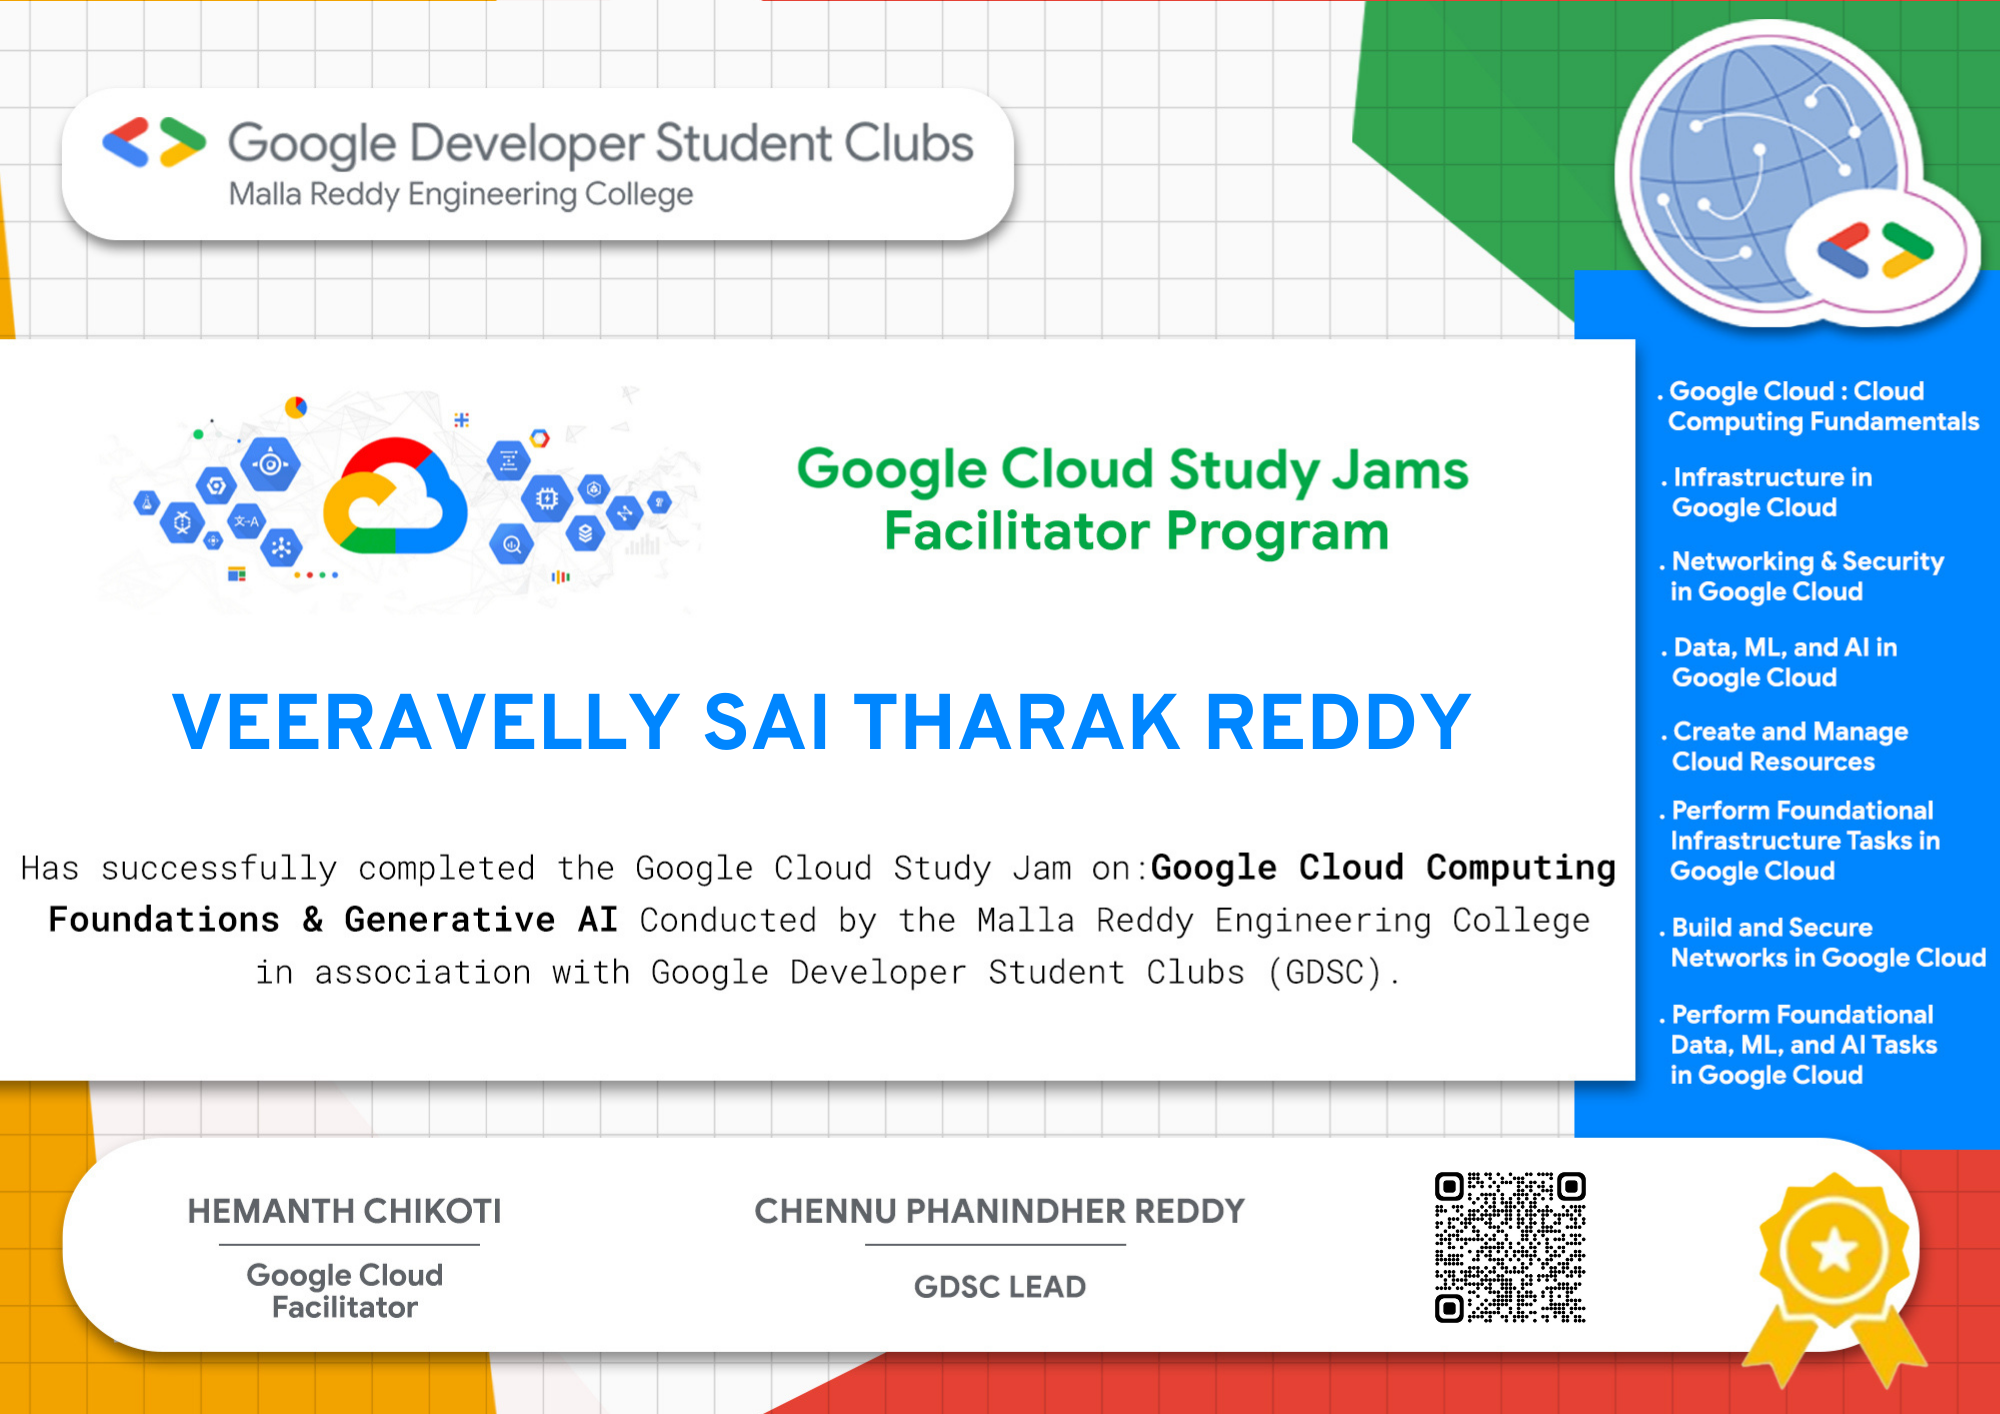 Google Developer Student Clubs
Malla Reddy Engineering College
Google Cloud Study Jams
Facilitator Program
VEERAVELLY SAI THARAK REDDY
Has successfully completed the Google Cloud Study Jam on:Google Cloud Computing
Foundations & Generative AI Conducted by the Malla Reddy Engineering College
in association with Google Developer Student Clubs (GDSC).
. Google Cloud : Cloud
Computing Fundamentals
. Infrastructure in
Google Cloud
. Networking & Security
in Google Cloud
. Data, ML, and AI in
Google Cloud
. Create and Manage
Cloud Resources
. Perform Foundational
Infrastructure Tasks in
Google Cloud
. Build and Secure
Networks in Google Cloud
. Perform Foundational
Data, ML, and AI Tasks
in Google Cloud
HEMANTH CHIKOTI
Google Cloud
Facilitator
CHENNU PHANINDHER REDDY
GDSC LEAD